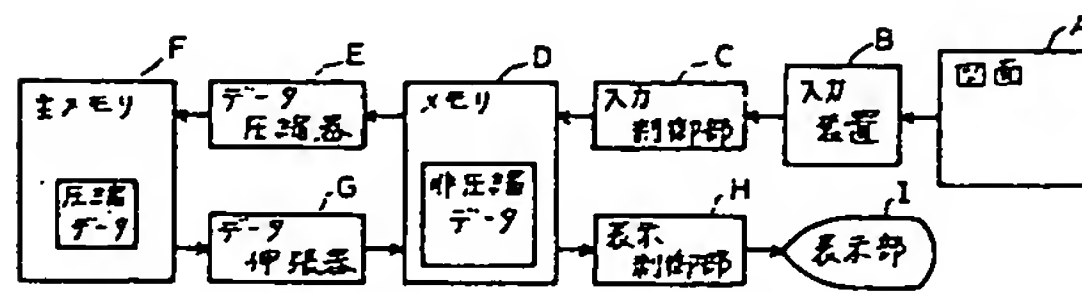 F
E
D
C
B
A
主メモリ
圧縮
データ
データ
圧縮器
メモリ
非圧縮
データ
入力
制御部
入力
装置
図面
G
データ
伸張器
H
表示
制御部
I
表示部